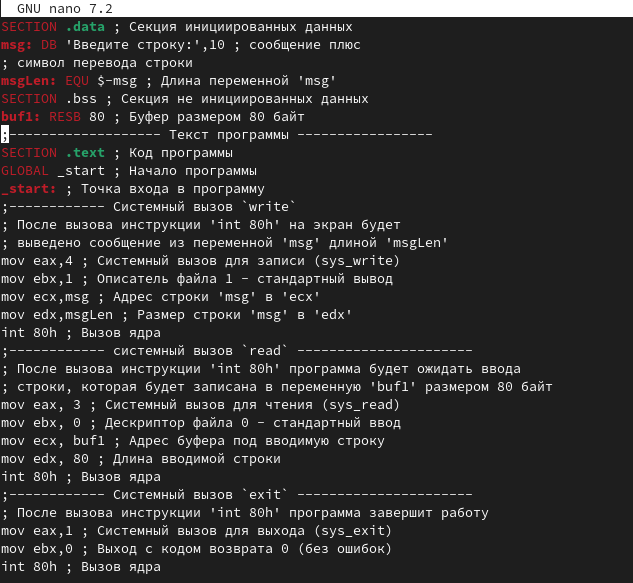 GNU nano 7.2
SECTION .data ; Секция инициированных данных
msg: DB 'Введите строку:',10 ; сообщение плюс
; символ перевода строки
msgLen: EQU $-msg ; Длина переменной 'msg'
SECTION .bss ; Секция не инициированных данных
buf1: RESB 80 ; Буфер размером 80 байт
;------------------- Текст программы -----------------
SECTION .text ; Код программы
GLOBAL _start ; Начало программы
_start: ; Точка входа в программу
;------------ Cистемный вызов `write`
; После вызова инструкции 'int 80h' на экран будет
; выведено сообщение из переменной 'msg' длиной 'msgLen'
mov eax,4 ; Системный вызов для записи (sys_write)
mov ebx,1 ; Описатель файла 1 - стандартный вывод
mov ecx,msg ; Адрес строки 'msg' в 'ecx'
mov edx,msgLen ; Размер строки 'msg' в 'edx'
int 80h ; Вызов ядра
;------------ системный вызов `read` ----------------------
; После вызова инструкции 'int 80h' программа будет ожидать ввода
; строки, которая будет записана в переменную 'buf1' размером 80 байт
mov eax, 3 ; Системный вызов для чтения (sys_read)
mov ebx, 0 ; Дескриптор файла 0 - стандартный ввод
mov ecx, buf1 ; Адрес буфера под вводимую строку
mov edx, 80 ; Длина вводимой строки
int 80h ; Вызов ядра
;------------ Системный вызов `exit` ----------------------
; После вызова инструкции 'int 80h' программа завершит работу
mov eax,1 ; Системный вызов для выхода (sys_exit)
mov ebx,0 ; Выход с кодом возврата 0 (без ошибок)
int 80h ; Вызов ядра